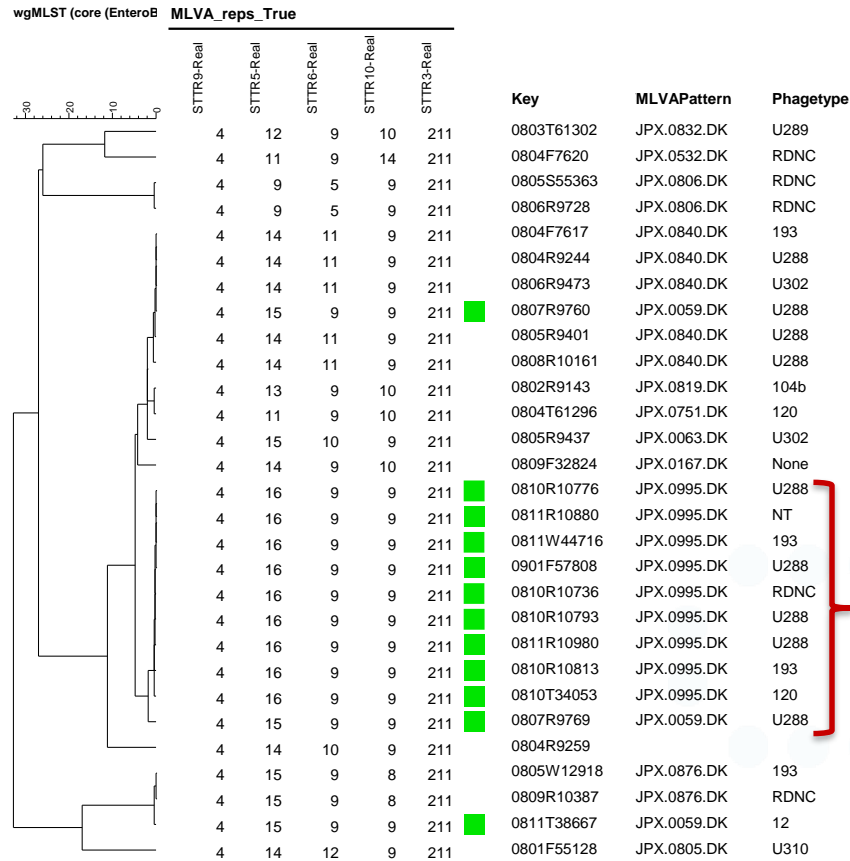 wgMLST (core (EnteroB MLVA_reps_True
STTR9-Real STTR5-Real STTR6-Real STTR10-Real STTR3-Real
30 20 10 0
Key MLVAPattern Phagetype
4 12 9 10 211 0803T61302 JPX.0832.DK U289
4 11 9 14 211 0804F7620 JPX.0532.DK RDNC
4 9 5 9 211 0805S55363 JPX.0806.DK RDNC
4 9 5 9 211 0806R9728 JPX.0806.DK RDNC
4 14 11 9 211 0804F7617 JPX.0840.DK 193
4 14 11 9 211 0804R9244 JPX.0840.DK U288
4 14 11 9 211 0806R9473 JPX.0840.DK U302
4 15 9 9 211 0807R9760 JPX.0059.DK U288
4 14 11 9 211 0805R9401 JPX.0840.DK U288
4 14 11 9 211 0808R10161 JPX.0840.DK U288
4 13 9 10 211 0802R9143 JPX.0819.DK 104b
4 11 9 10 211 0804T61296 JPX.0751.DK 120
4 15 10 9 211 0805R9437 JPX.0063.DK U302
4 14 9 10 211 0809F32824 JPX.0167.DK None
4 16 9 9 211 0810R10776 JPX.0995.DK U288
4 16 9 9 211 0811R10880 JPX.0995.DK NT
4 16 9 9 211 0811W44716 JPX.0995.DK 193
4 16 9 9 211 0901F57808 JPX.0995.DK U288
4 16 9 9 211 0810R10736 JPX.0995.DK RDNC
4 16 9 9 211 0810R10793 JPX.0995.DK U288
4 16 9 9 211 0811R10980 JPX.0995.DK U288
4 16 9 9 211 0810R10813 JPX.0995.DK 193
4 16 9 9 211 0810T34053 JPX.0995.DK 120
4 15 9 9 211 0807R9769 JPX.0059.DK U288
4 14 10 9 211 0804R9259
4 15 9 8 211 0805W12918 JPX.0876.DK 193
4 15 9 8 211 0809R10387 JPX.0876.DK RDNC
4 15 9 9 211 0811T38667 JPX.0059.DK 12
4 14 12 9 211 0801F55128 JPX.0805.DK U310